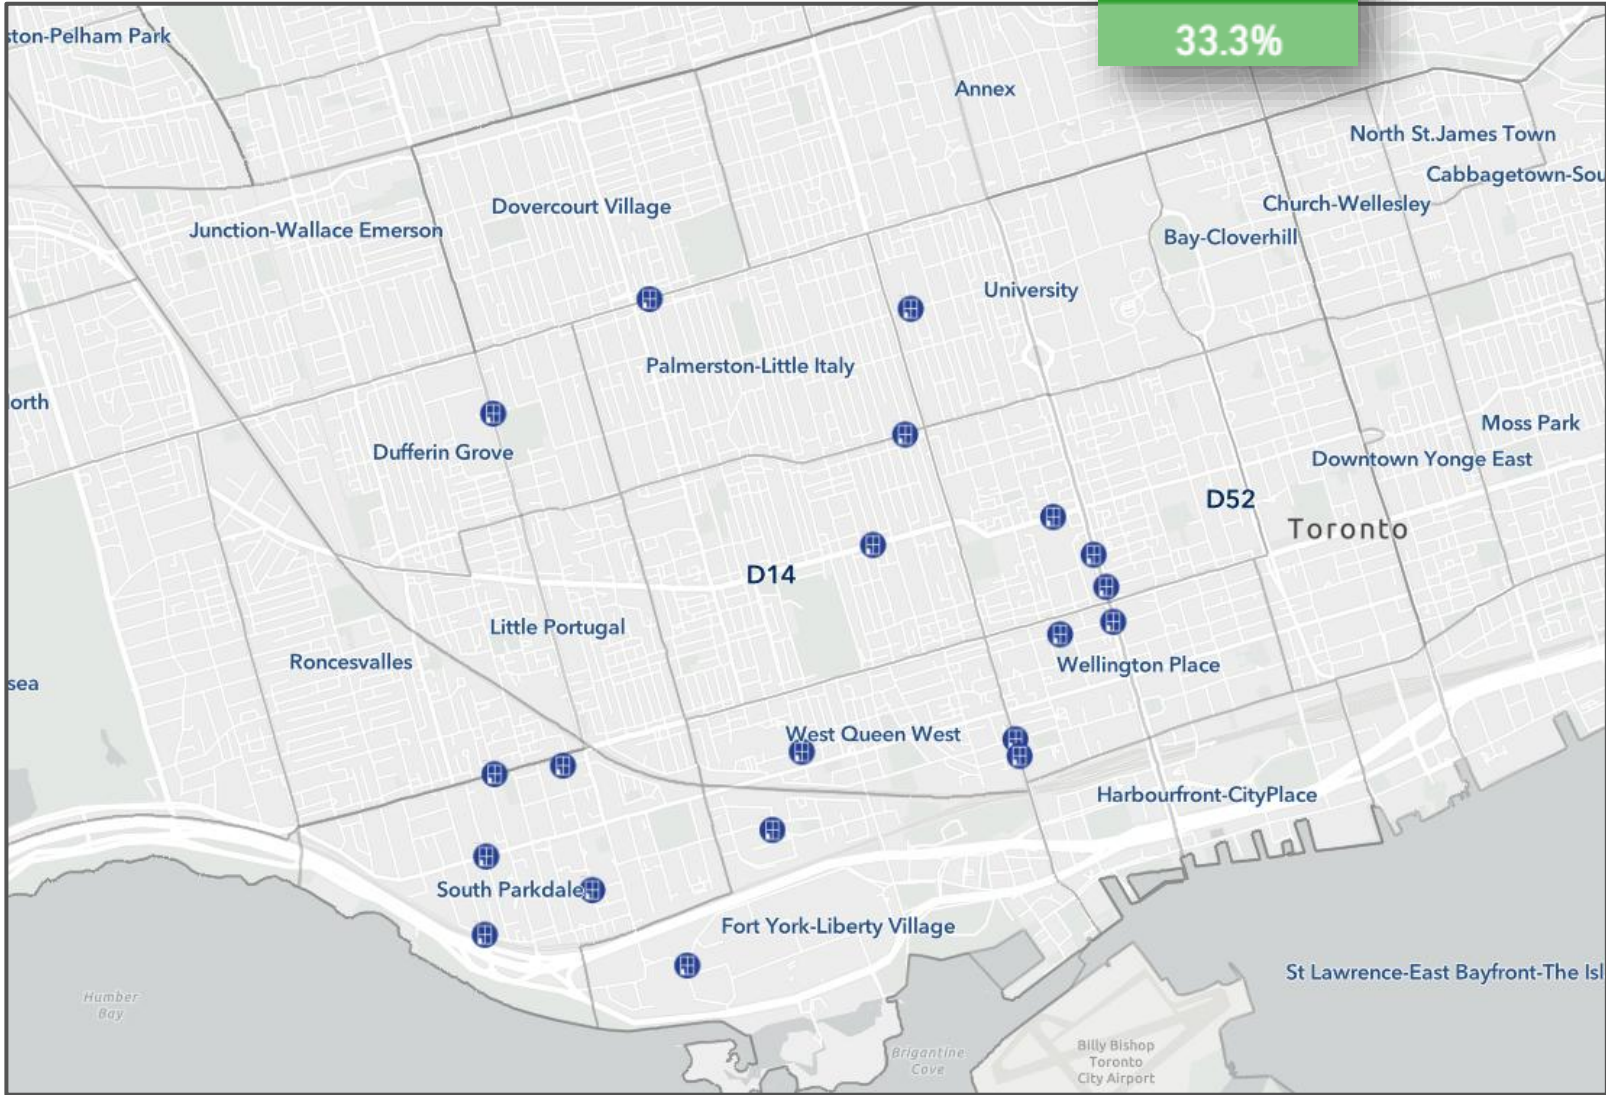 33.3%
ston-Pelham Park
Annex
North St.James Town
Cabbagetown-Sou
Dovercourt Village
Church-Wellesley
Junction-Wallace Emerson
Bay-Cloverhill
University
Palmerston-Little Italy
orth
Moss Park
Dufferin Grove
Downtown Yonge East
D52
Toronto
D14
Little Portugal
Roncesvalles
Wellington Place
sea
West Queen West
Harbourfront-CityPlace
South Parkdale
Fort York-Liberty Village
St Lawrence-East Bayfront-The Isl
Humber
Bay
Brigantine
Cove
Billy Bishop
Toronto
City Airport